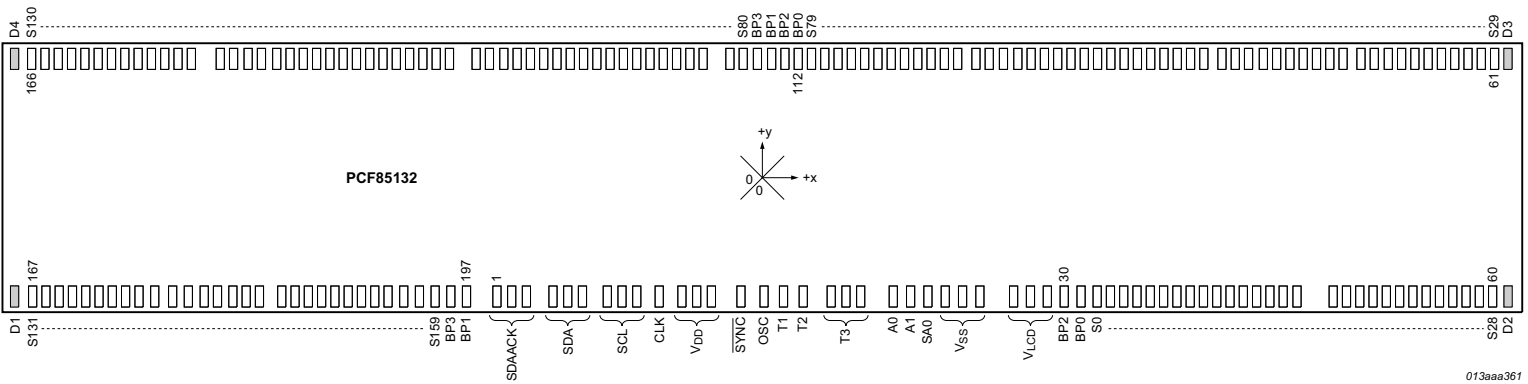 D4
S130
S80
BP3
BP1
BP2
BP0
S79
S29
D3
166
112
61
+y
PCF85132
0
0
+x
167
197
1
30
60
D1
S131
S159
BP3
BP1
SDAACK
SDA
SCL
CLK
VDD
SYNC
OSC
T1
T2
T3
A0
A1
SA0
VSS
VLCD
BP2
BP0
S0
S28
D2
013aaa361